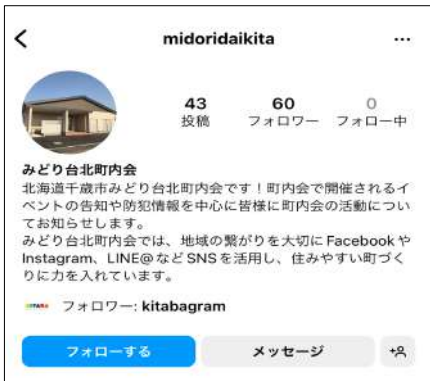 midoridaikita
43
投稿
60
フォロワー
0
フォロー中
みどり台北町内会
北海道千歳市みどり台北町内会です！町内会で開催されるイ
ベントの告知や防犯情報を中心に皆様に町内会の活動につい
てお知らせします。
みどり台北町内会では、地域の繋がりを大切に Facebook や
Instagram、LINE@など SNS を活用し、住みやすい町づく
りに力を入れています。
フォロワー: kitabagram
フォローする
メッセージ